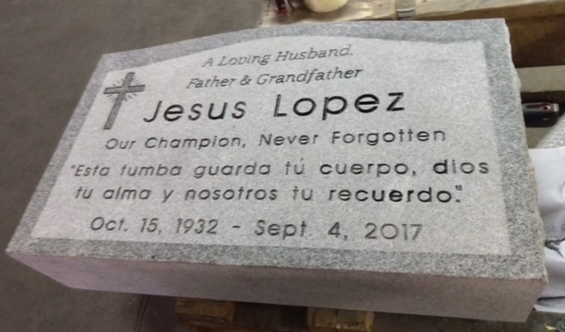 A Loving Husband,
Father & Grandfather
Jesus Lopez
Our Champion, Never Forgotten
"Esta tumba guarda tú cuerpo, dios
tu alma y nosotros tu recuerdo."
Oct. 15, 1932 - Sept. 4, 2017